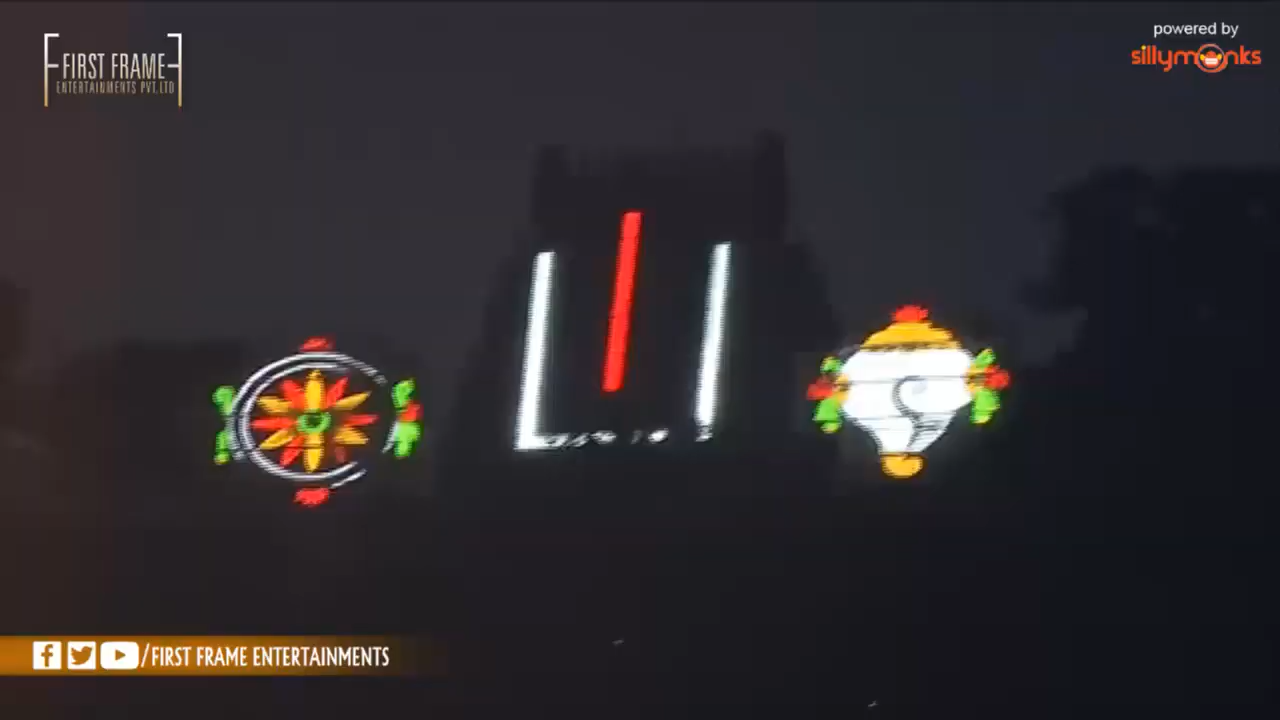 FIRST FRAME
ENTERTAINMENTS PVT.LTD
powered by
sillymonks
/FIRST FRAME ENTERTAINMENTS